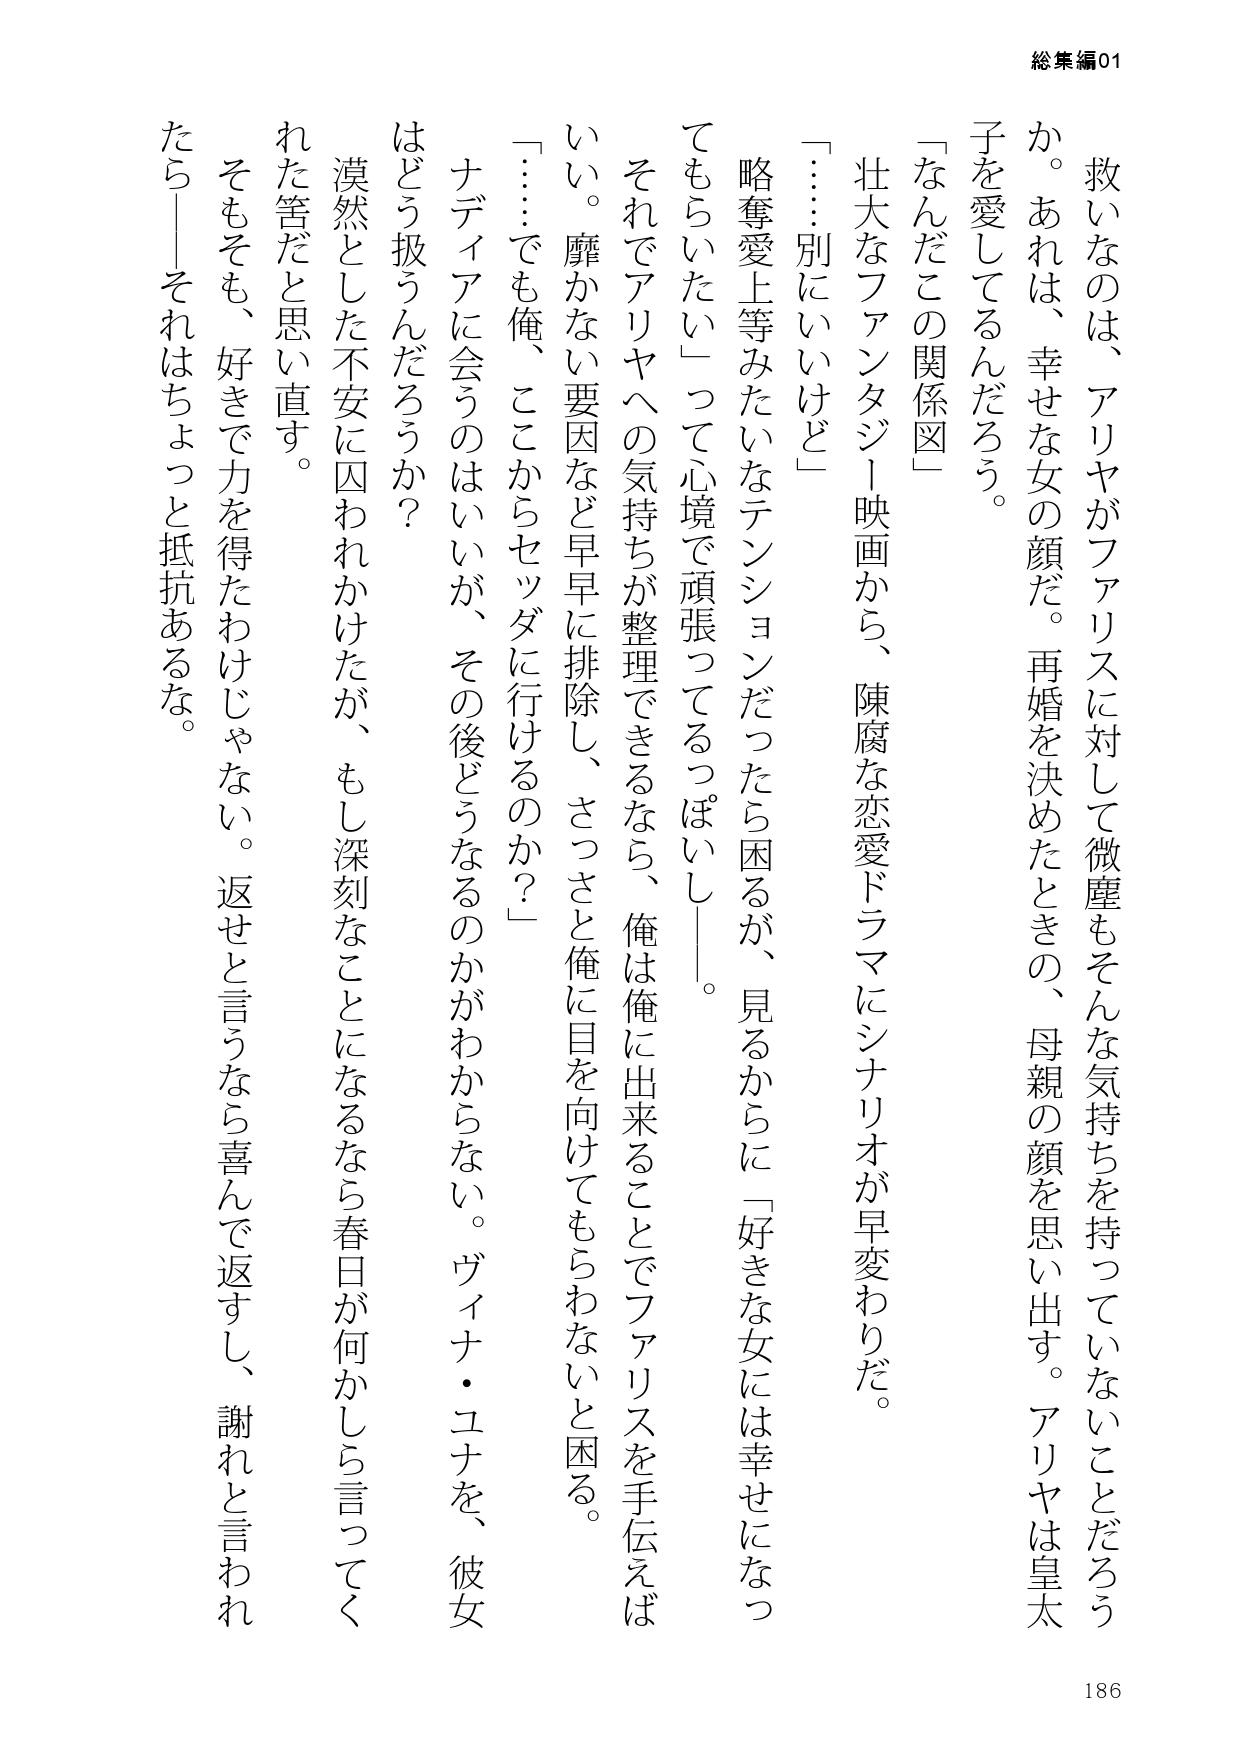 総集編01
　救いなのは、アリヤがファリスに対して微塵もそんな気持ちを持っていないことだろう
か。あれは、幸せな女の顔だ。再婚を決めたときの、母親の顔を思い出す。アリヤは皇太
子を愛してるんだろう。
「なんだこの関係図」
　壮大なファンタジー映画から、陳腐な恋愛ドラマにシナリオが早変わりだ。
「……別にいいけど」
　略奪愛上等みたいなテンションだったら困るが、見るからに「好きな女には幸せになっ
てもらいたい」って心境で頑張ってるっぽいし――。
　それでアリヤへの気持ちが整理できるなら、俺は俺に出来ることでファリスを手伝えば
いい。靡かない要因など早早に排除し、さっさと俺に目を向けてもらわないと困る。
「……でも俺、ここからセッダに行けるのか？」
　ナディアに会うのはいいが、その後どうなるのかがわからない。ヴィナ・ユナを、彼女
はどう扱うんだろうか？
　漠然とした不安に囚われかけたが、もし深刻なことになるなら春日が何かしら言ってく
れた筈だと思い直す。
　そもそも、好きで力を得たわけじゃない。返せと言うなら喜んで返すし、謝れと言われ
たら――それはちょっと抵抗あるな。
186